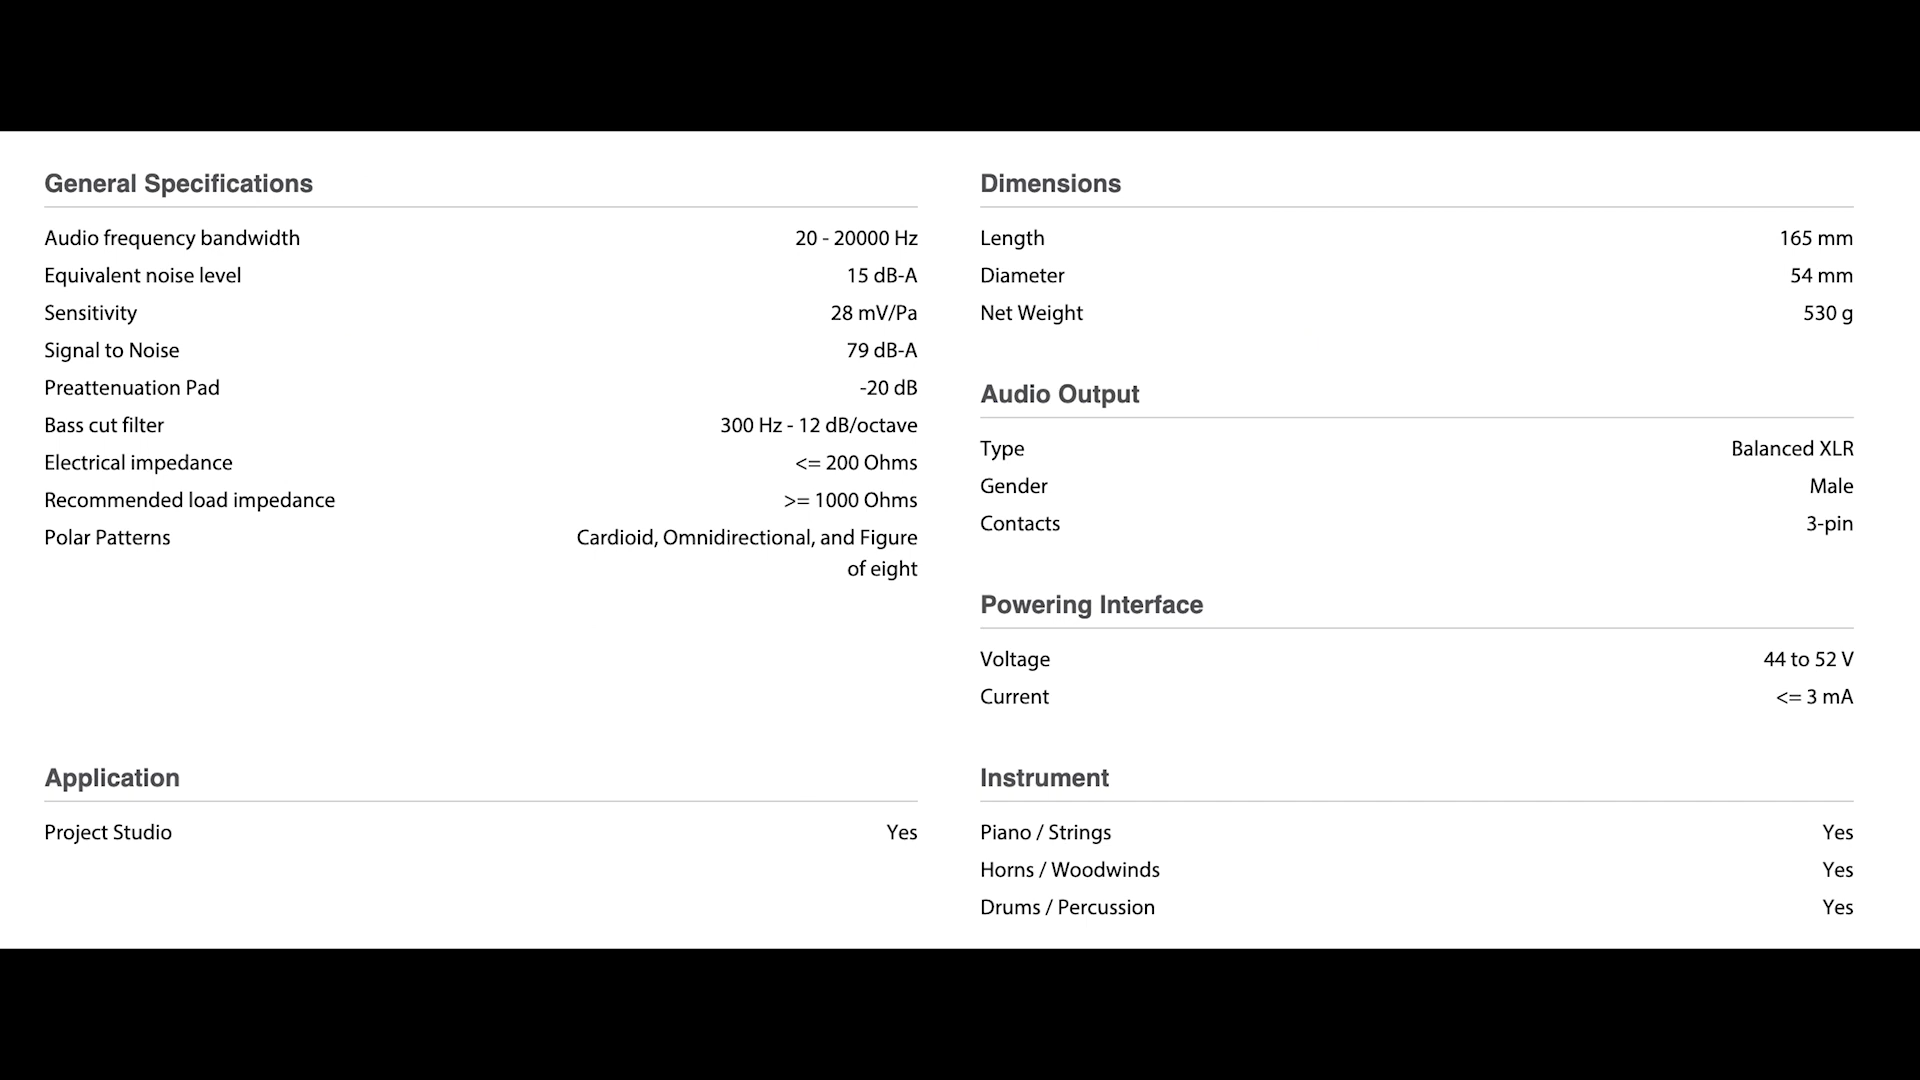 General Specifications
Audio frequency bandwidth 20 - 20000 Hz
Equivalent noise level 15 dB-A
Sensitivity 28 mV/Pa
Signal to Noise 79 dB-A
Preattenuation Pad -20 dB
Bass cut filter 300 Hz - 12 dB/octave
Electrical impedance <= 200 Ohms
Recommended load impedance >= 1000 Ohms
Polar Patterns Cardioid, Omnidirectional, and Figure
of eight
Dimensions
Length 165 mm
Diameter 54 mm
Net Weight 530 g
Audio Output
Type Balanced XLR
Gender Male
Contacts 3-pin
Powering Interface
Voltage 44 to 52 V
Current <= 3 mA
Application
Project Studio Yes
Instrument
Piano / Strings Yes
Horns / Woodwinds Yes
Drums / Percussion Yes